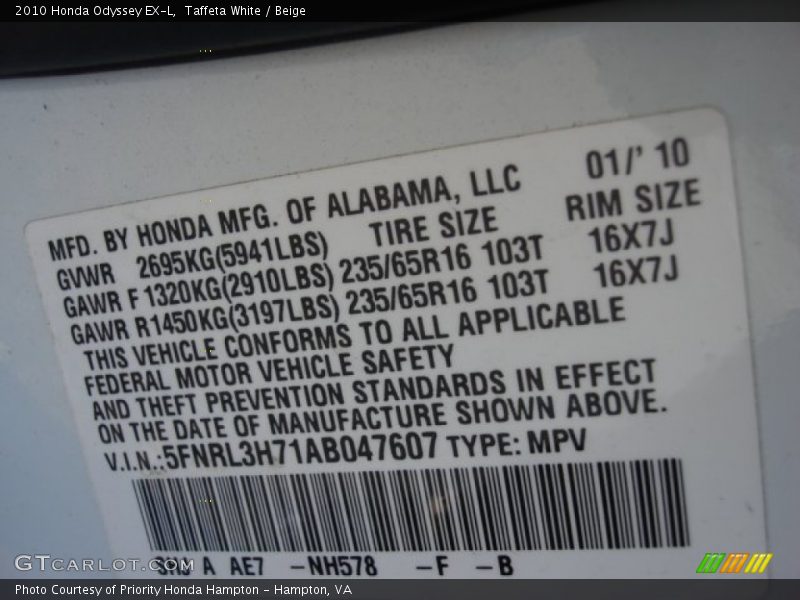 2010 Honda Odyssey EX-L, Taffeta White / Beige
MFD. BY HONDA MFG. OF ALABAMA, LLC 01/' 10
GVWR 2695KG(5941LBS) TIRE SIZE RIM SIZE
GAWR F 1320KG(2910LBS) 235/65R16 103T 16X7J
GAWR R1450KG(3197LBS) 235/65R16 103T 16X7J
THIS VEHICLE CONFORMS TO ALL APPLICABLE
FEDERAL MOTOR VEHICLE SAFETY
AND THEFT PREVENTION STANDARDS IN EFFECT
ON THE DATE OF MANUFACTURE SHOWN ABOVE.
V.I.N.:5FNRL3H71AB047607 TYPE: MPV
A AE7 -NH578 -F -B
GTCARLOT.COM
Photo Courtesy of Priority Honda Hampton - Hampton, VA